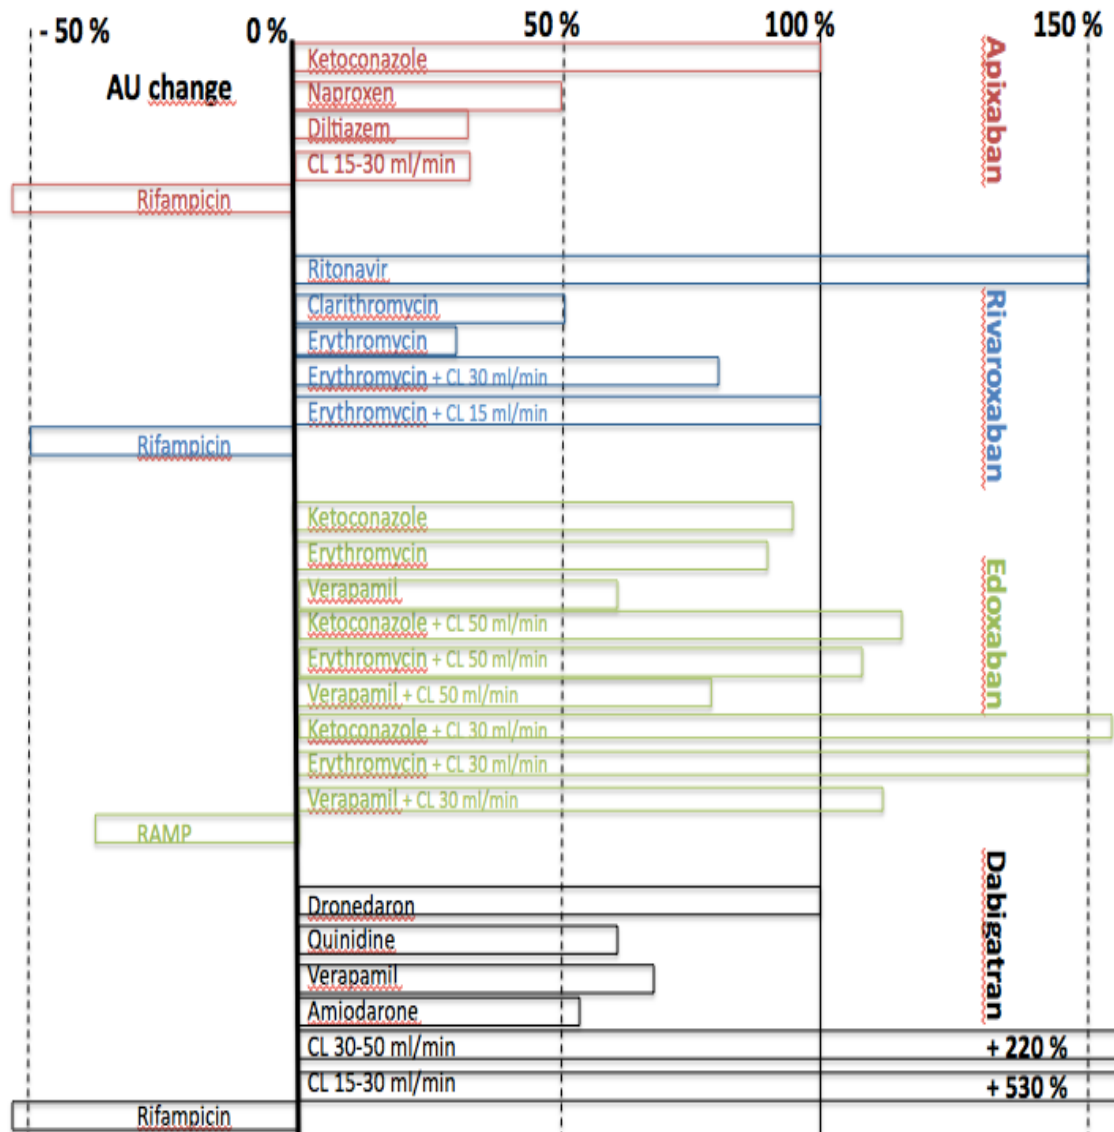 - 50 %
0 %
50 %
100 %
150 %
AU change
Apixaban
Ketoconazole
Naproxen
Diltiazem
CL 15-30 ml/min
Rifampicin
Rivaroxaban
Ritonavir
Clarithromycin
Erythromycin
Erythromycin + CL 30 ml/min
Erythromycin + CL 15 ml/min
Rifampicin
Edoxaban
Ketoconazole
Erythromycin
Verapamil
Ketoconazole + CL 50 ml/min
Erythromycin + CL 50 ml/min
Verapamil + CL 50 ml/min
Ketoconazole + CL 30 ml/min
Erythromycin + CL 30 ml/min
Verapamil + CL 30 ml/min
RAMP
Dabigatran
Dronedaron
Quinidine
Verapamil
Amiodarone
CL 30-50 ml/min + 220 %
CL 15-30 ml/min + 530 %
Rifampicin